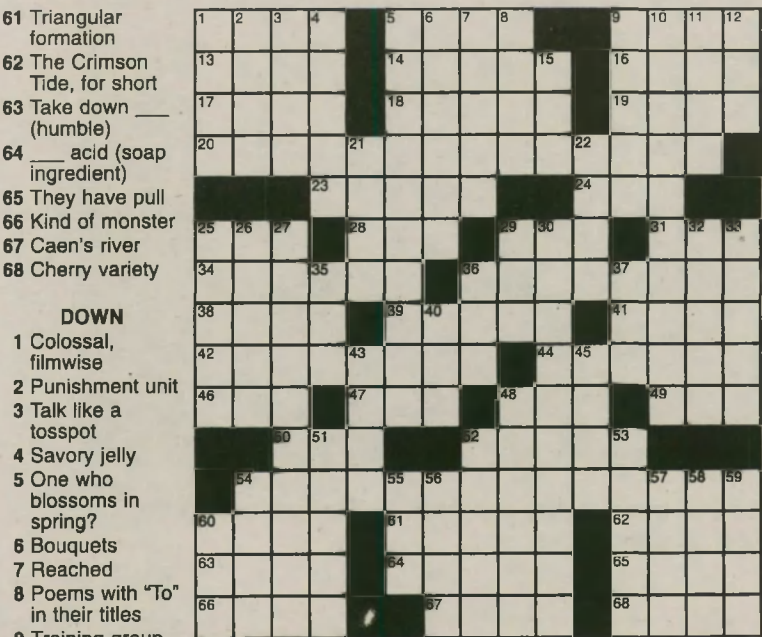 61 Triangular
formation
62 The Crimson
Tide, for short
63 Take down ___
(humble)
64 ___ acid (soap
ingredient)
65 They have pull
66 Kind of monster
67 Caen's river
68 Cherry variety
DOWN
1 Colossal,
filmwise
2 Punishment unit
3 Talk like a
tosspot
4 Savory jelly
5 One who
blossoms in
spring?
6 Bouquets
7 Reached
8 Poems with "To"
in their titles
9 Training group
1 2 3 4 5 6 7 8 9 10 11 12
13 14 15 16
17 18 19
20 21 22
23 24
25 26 27 28 29 30 31 32 33
34 35 36 37
38 39 40 41
42 43 44 45
46 47 48 49
50 51 52 53
54 55 56 57 58 59
60 61 62
63 64 65
66 67 68